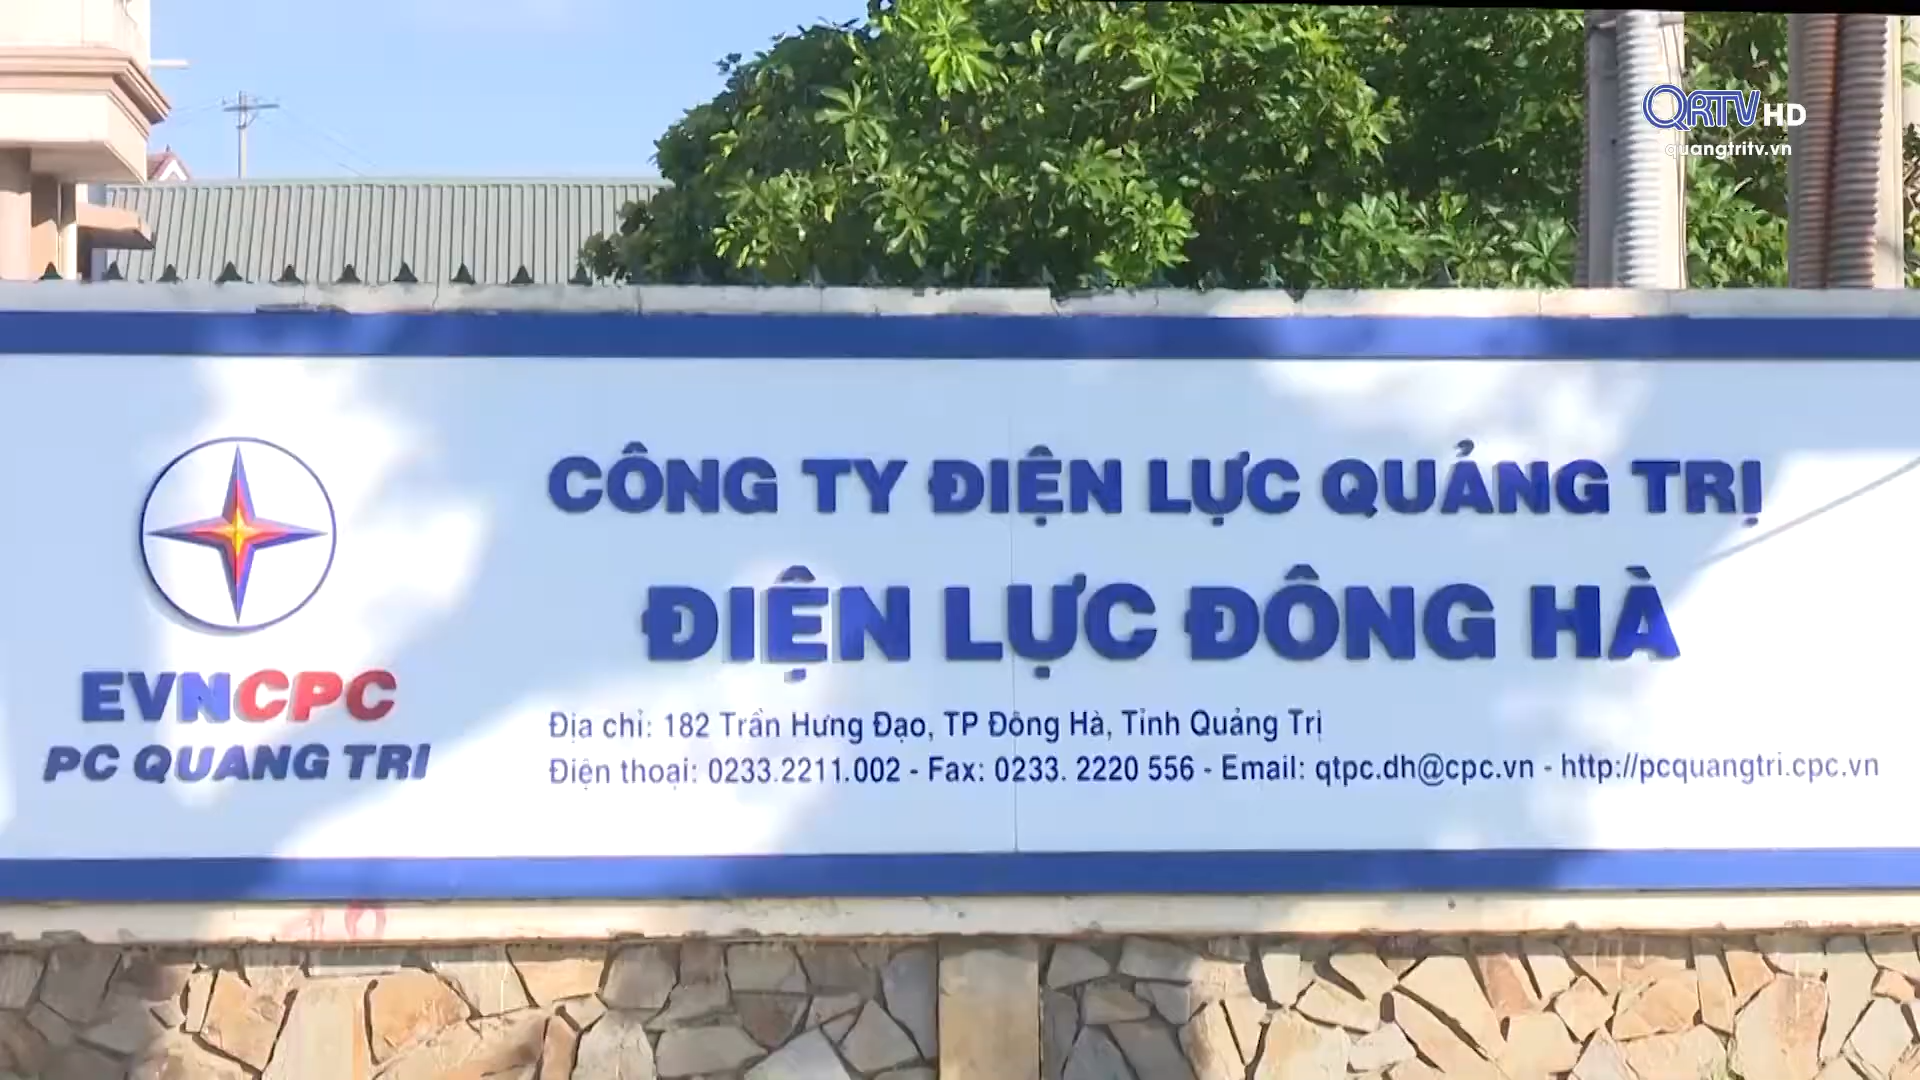 QRTV HD
quangtritv.vn
CÔNG TY ĐIỆN LỰC QUẢNG TRỊ
ĐIỆN LỰC ĐÔNG HÀ
EVNCPC
PC QUANG TRI
Địa chỉ: 182 Trần Hưng Đạo, TP Đông Hà, Tỉnh Quảng Trị
Điện thoại: 0233.2211.002 - Fax: 0233. 2220 556 - Email: qtpc.dh@cpc.vn - http://pcquangtri.cpc.vn